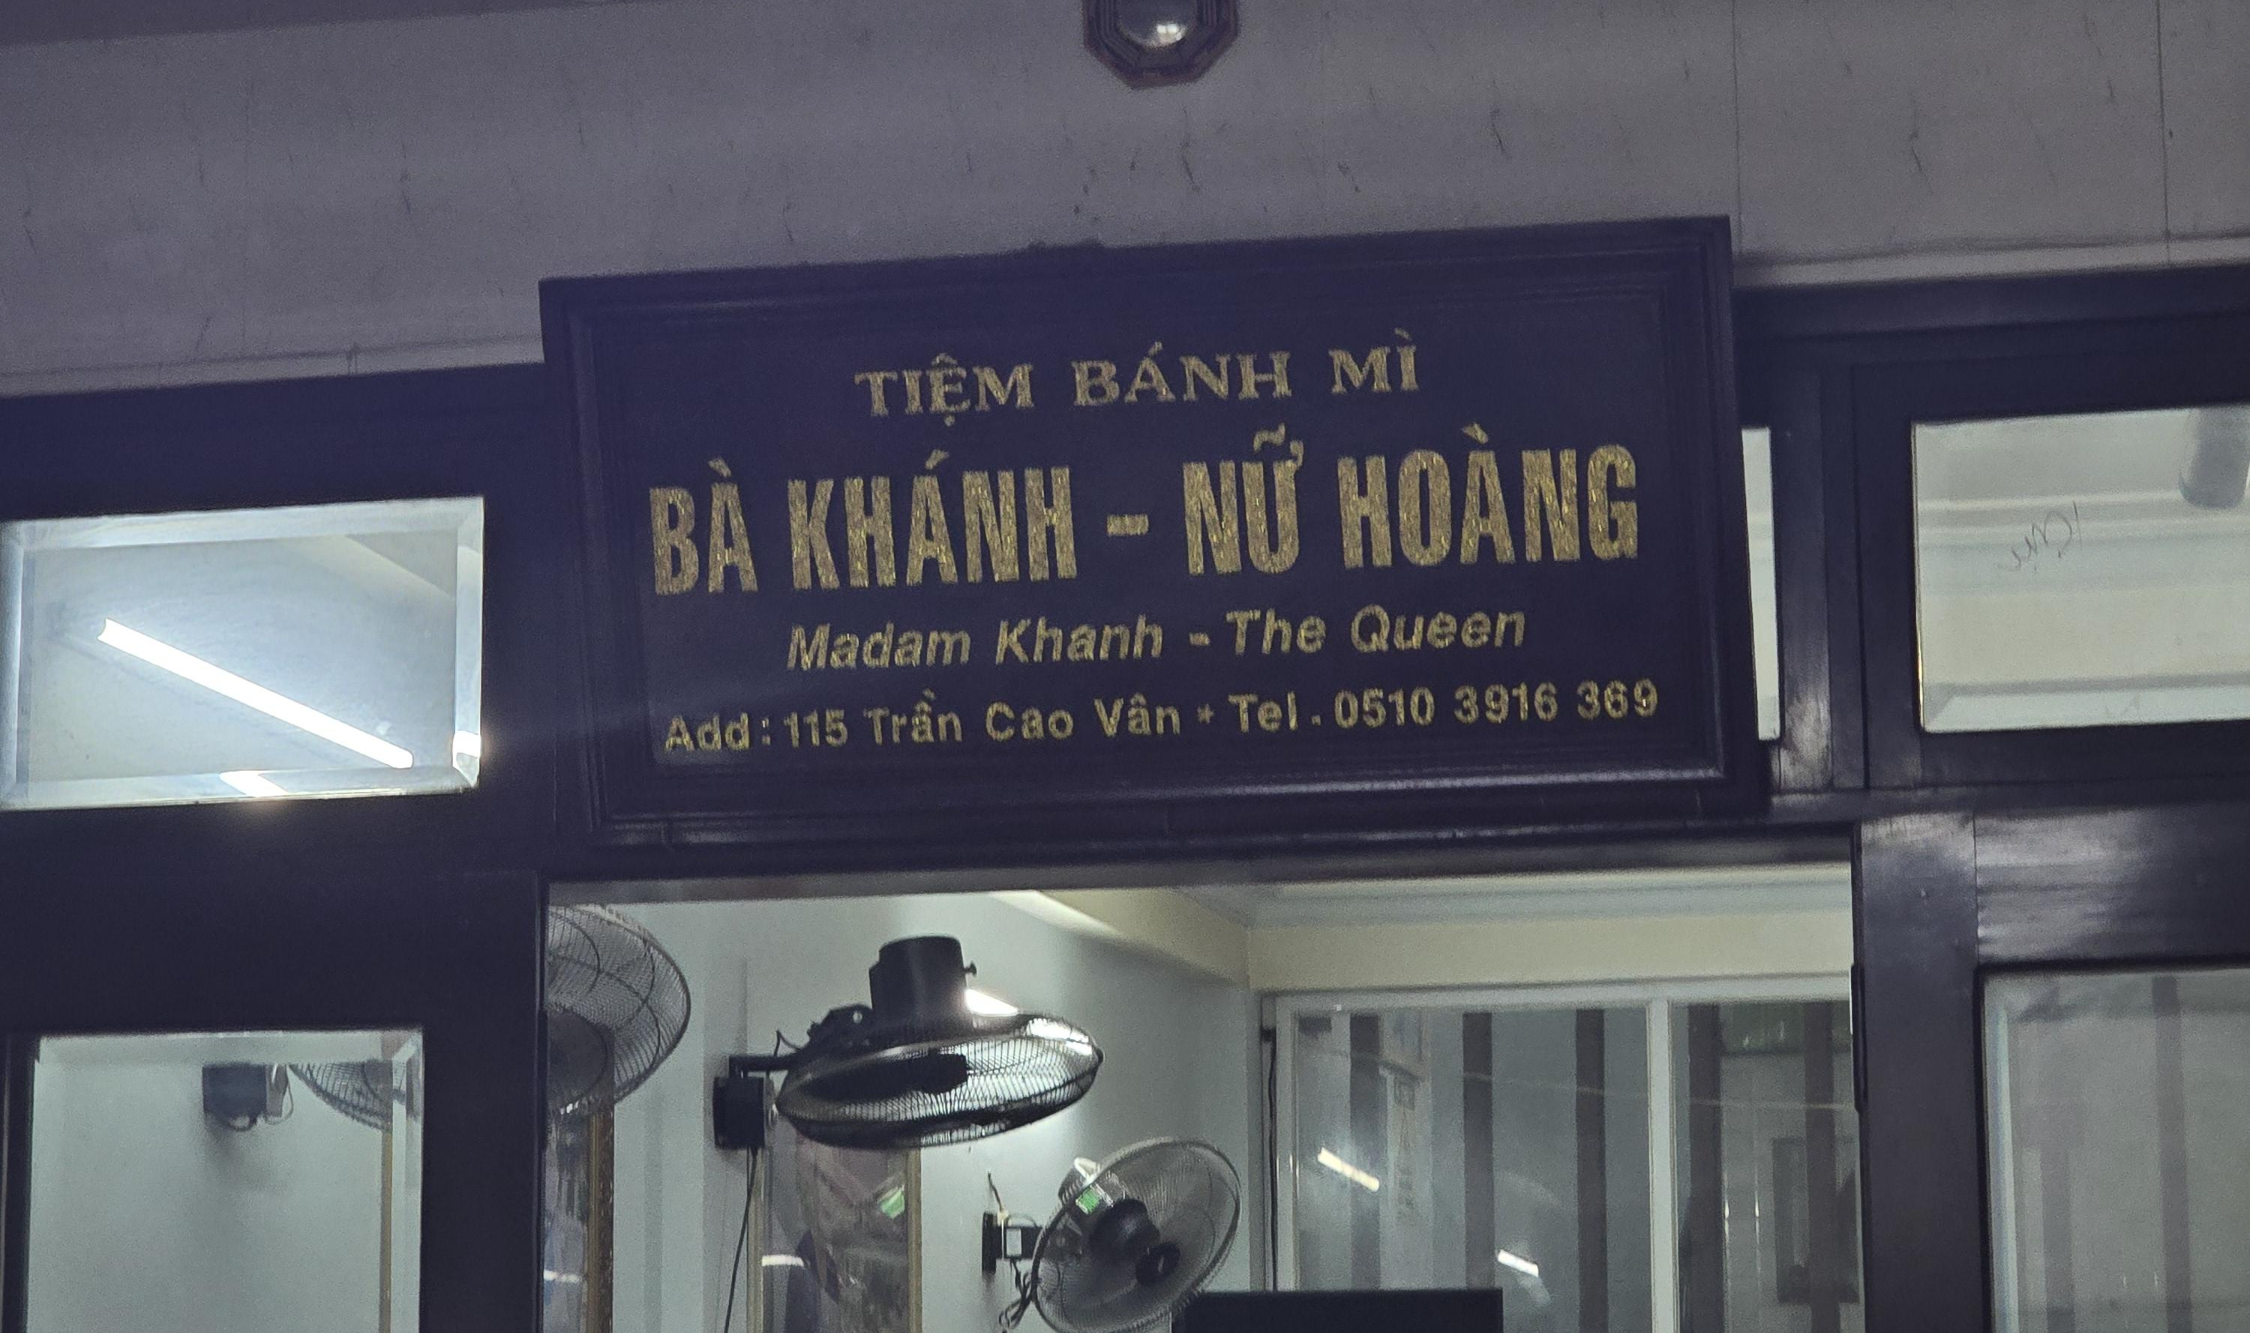 TIỆM BÁNH MÌ
BÀ KHÁNH - NỮ HOÀNG
Madam Khanh - The Queen
Add: 115 Trần Cao Vân * Tel. 0510 3916 369